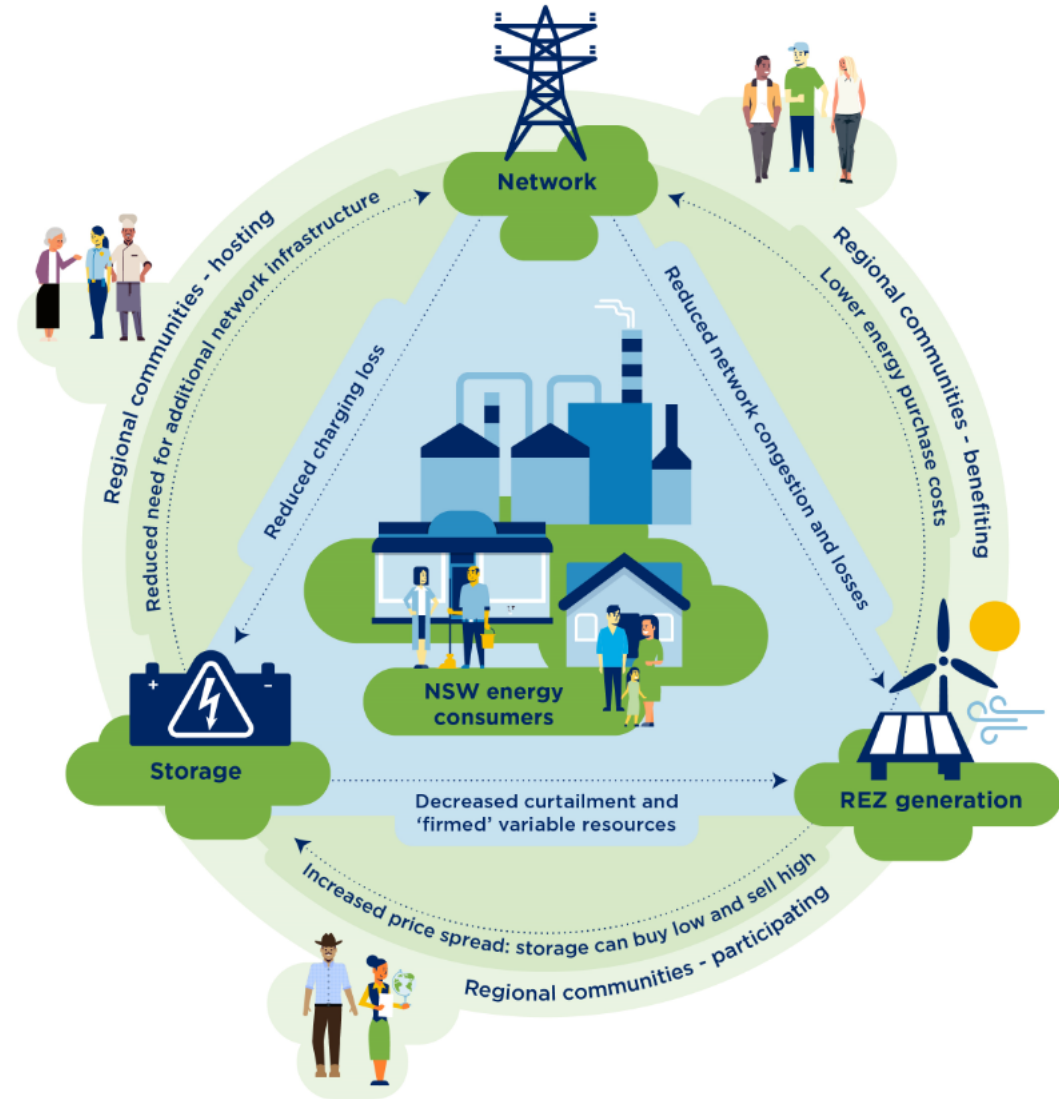 Network
Regional communities - hosting
Reduced need for additional network infrastructure
Reduced charging loss
Reduced network congestion and losses
Lower energy purchase costs
Regional communities - benefiting
NSW energy
consumers
+ -
Storage
REZ generation
Decreased curtailment and
‘firmed’ variable resources
Increased price spread: storage can buy low and sell high
Regional communities - participating